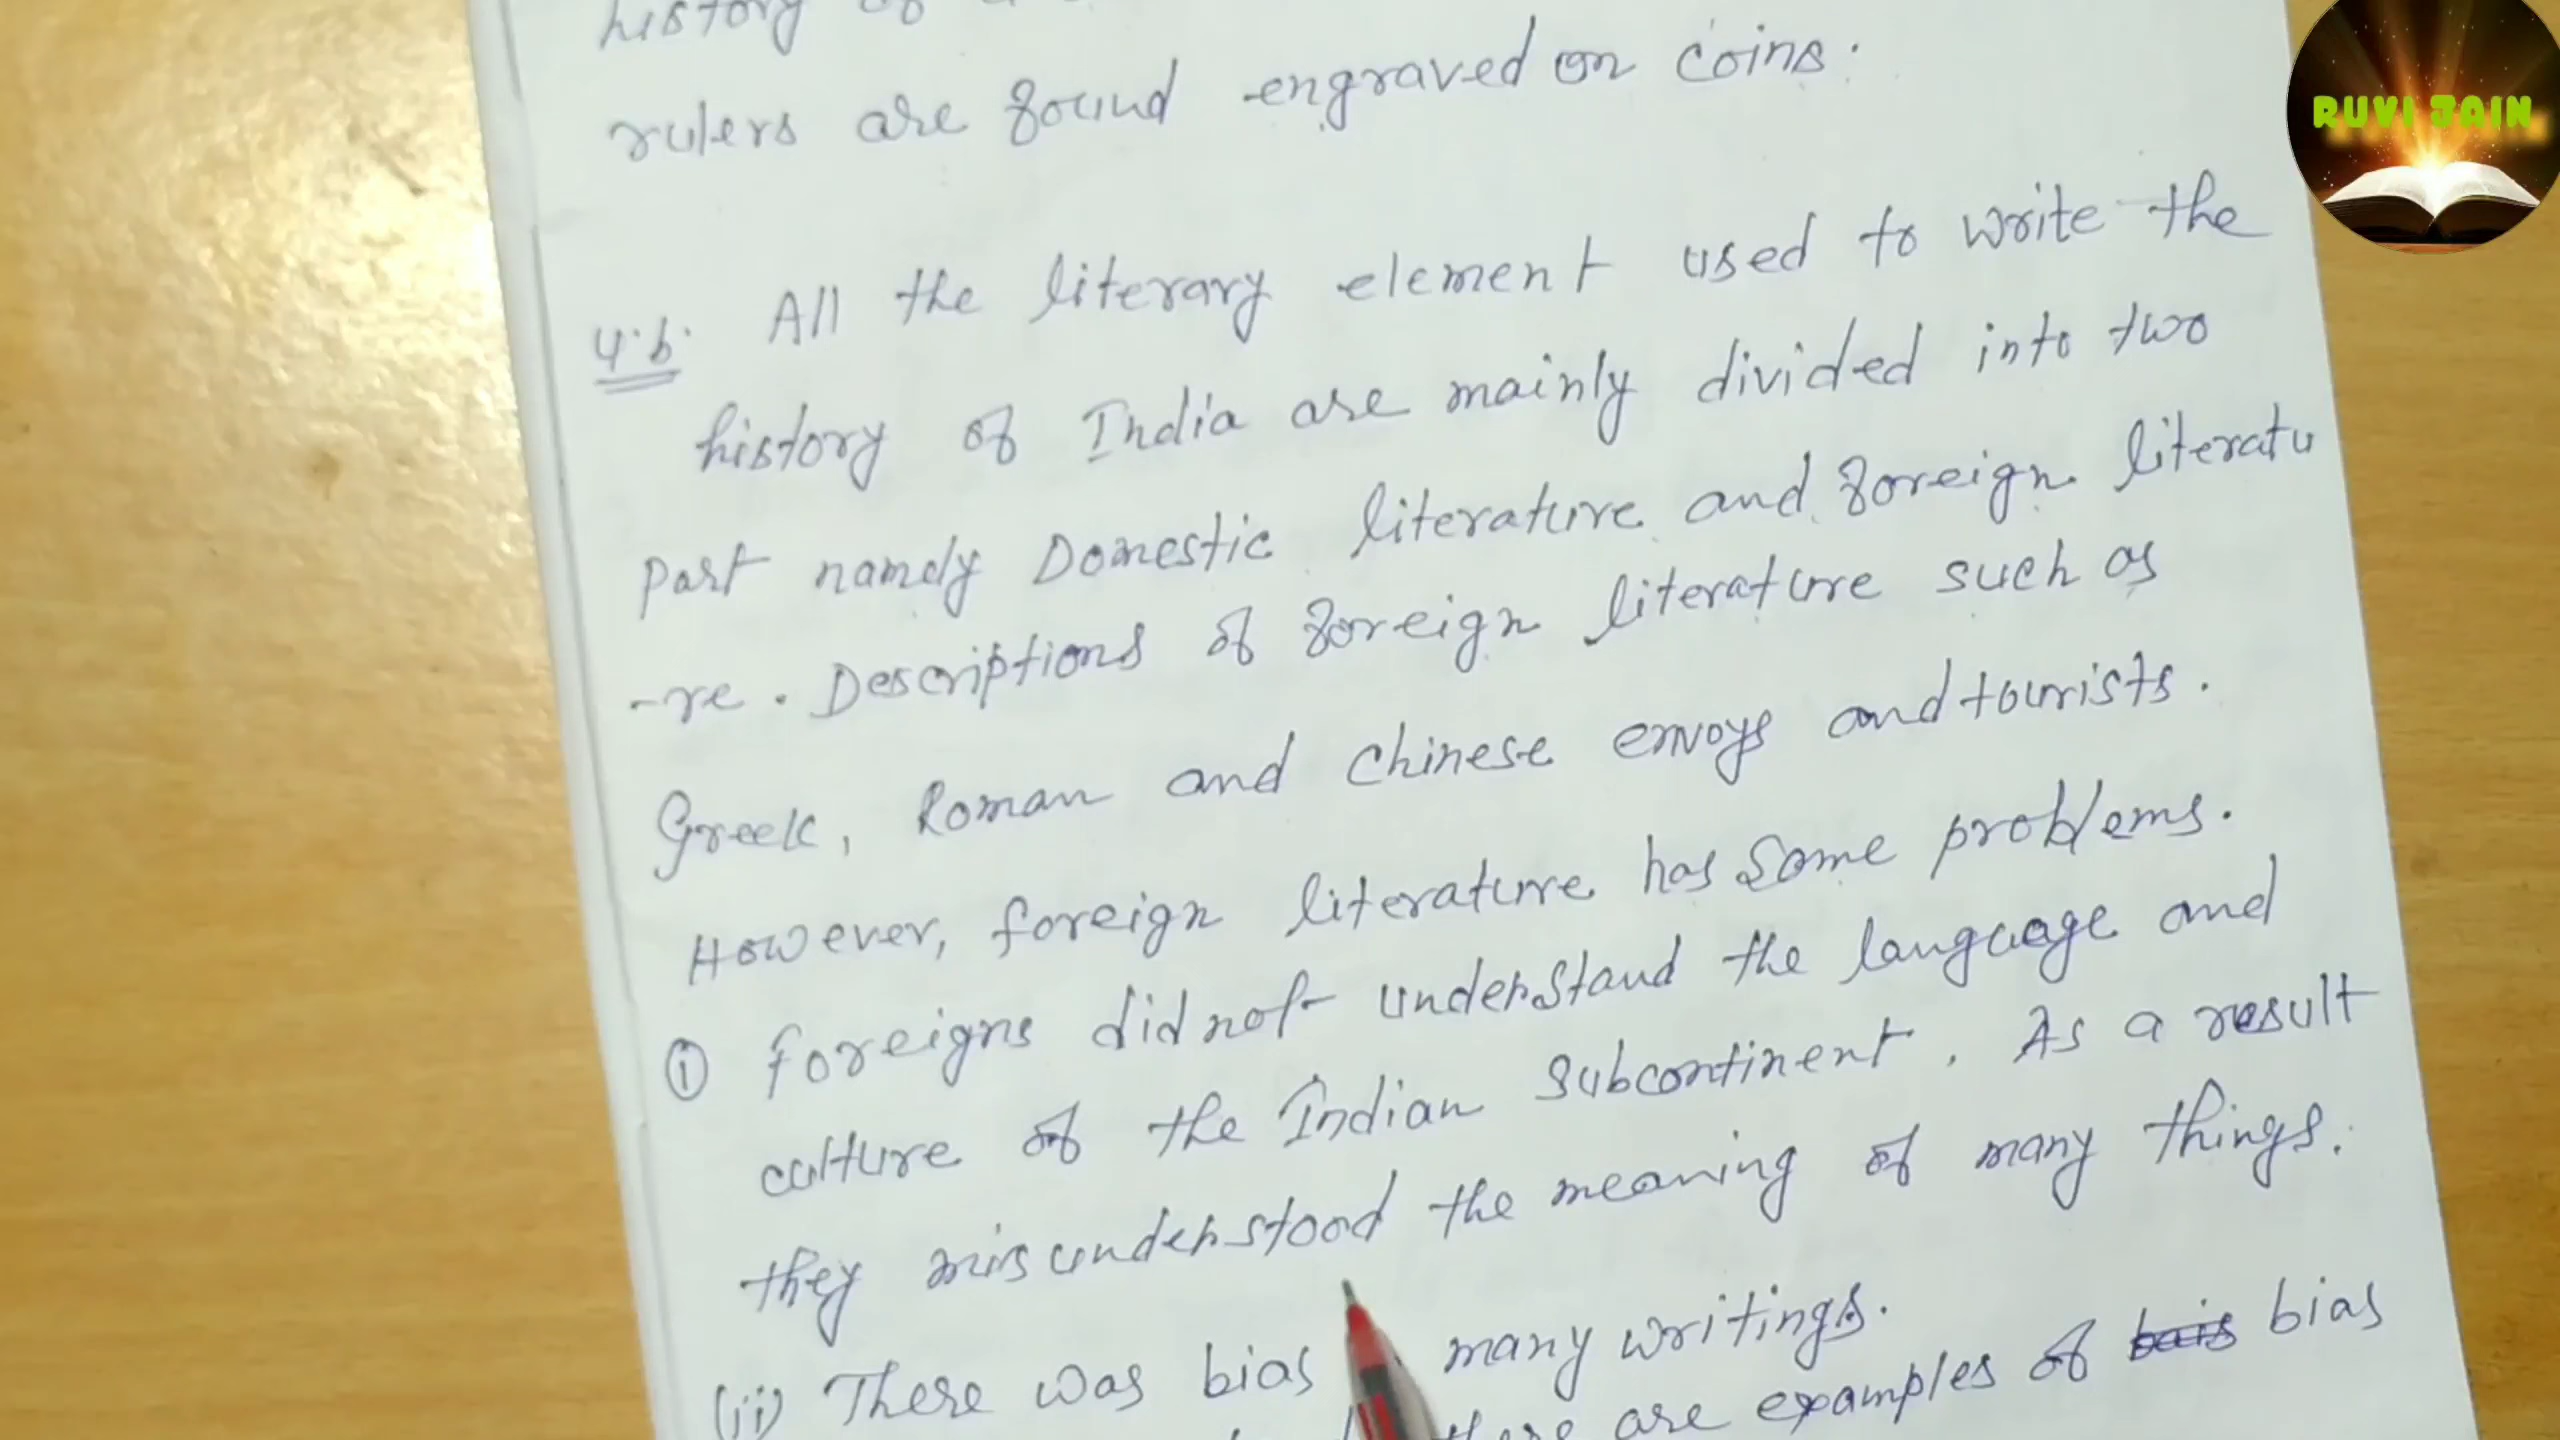 history of
rulers are found engraved on coins.
4.b. All the literary element used to write the
history of India are mainly divided into two
part namely Domestic literature and foreign literatu
-re. Descriptions of foreign literature such as
Greek, Roman and Chinese envoys and tourists.
However, foreign literature has some problems.
(i) foreigns did not understand the language and
culture of the Indian Subcontinent. As a result
they misunderstood the meaning of many things.
(ii) There was bias many writings.
are examples of bais bias
RUVI JAIN